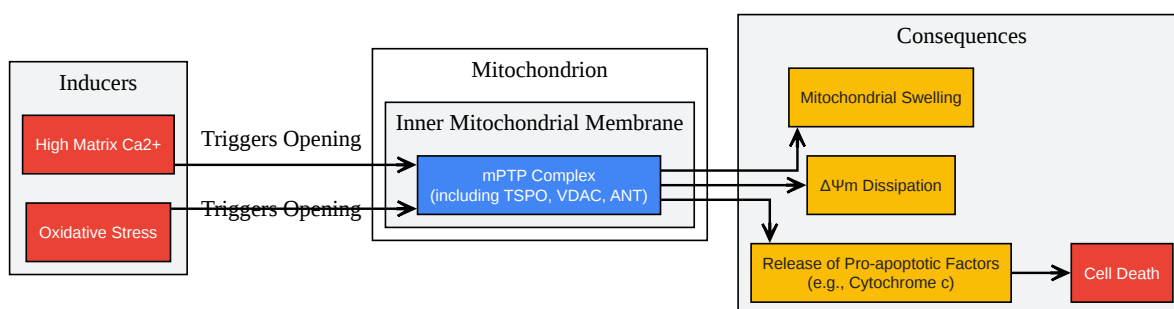 Inducers
High Matrix Ca2+
Oxidative Stress
Triggers Opening
Triggers Opening
Mitochondrion
Inner Mitochondrial Membrane
mPTP Complex
(including TSPO, VDAC, ANT)
Consequences
Mitochondrial Swelling
ΔΨm Dissipation
Release of Pro-apoptotic Factors
(e.g., Cytochrome c)
Cell Death